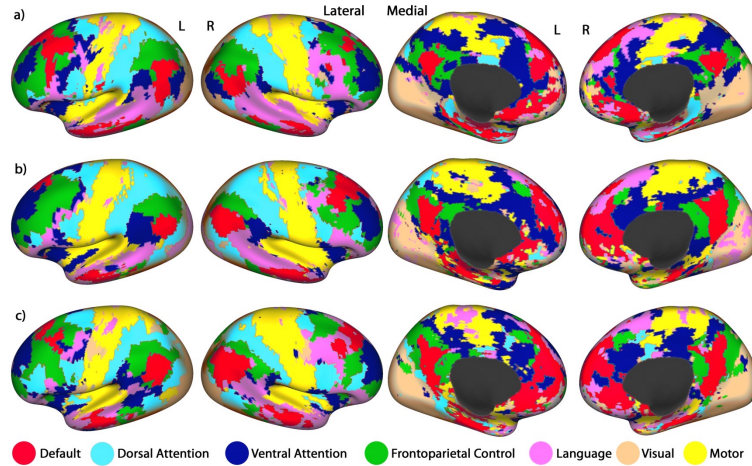 Lateral Medial
a) L R L R
b)
c)
Default Dorsal Attention Ventral Attention Frontoparietal Control Language Visual Motor